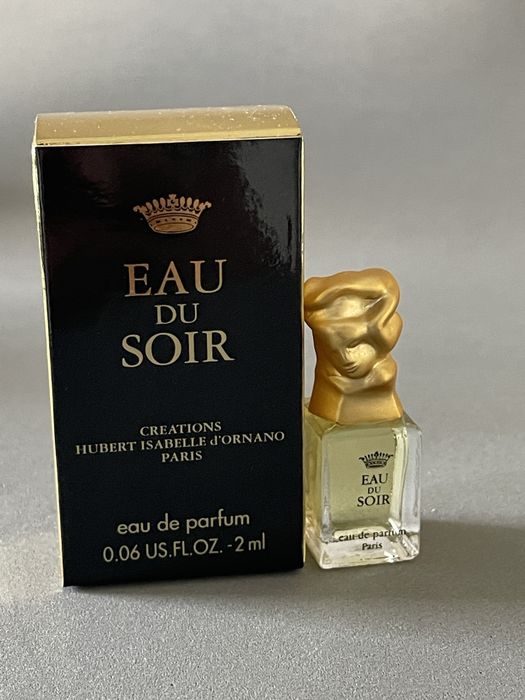 EAU
DU
SOIR
CREATIONS
HUBERT ISABELLE d'ORNANO
PARIS
eau de parfum
0.06 US.FL.OZ. - 2 ml
EAU
DU
SOIR
eau de parfum
Paris